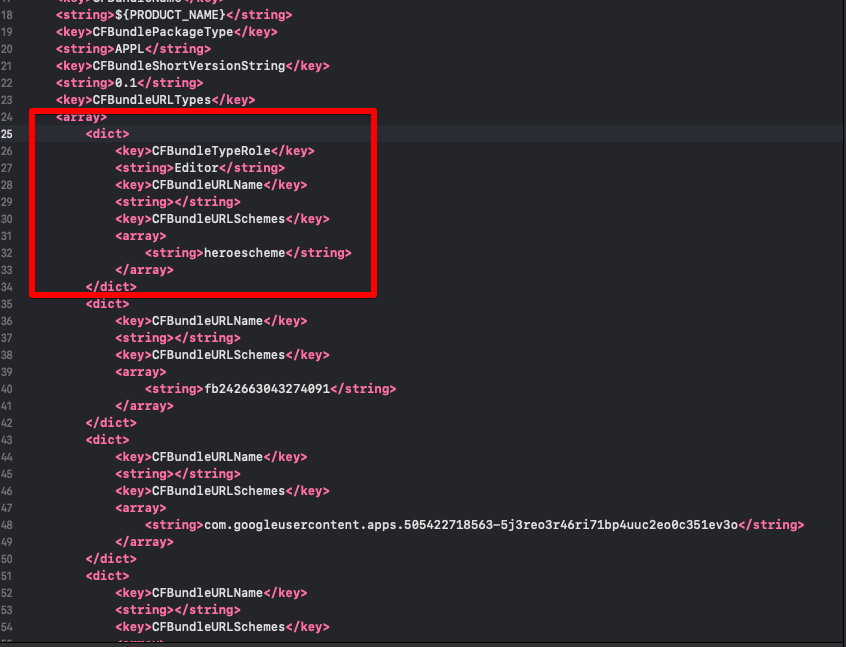 17 <key>CFBundleName</key>
18 <string>${PRODUCT_NAME}</string>
19 <key>CFBundlePackageType</key>
20 <string>APPL</string>
21 <key>CFBundleShortVersionString</key>
22 <string>0.1</string>
23 <key>CFBundleURLTypes</key>
24 <array>
25 <dict>
26 <key>CFBundleTypeRole</key>
27 <string>Editor</string>
28 <key>CFBundleURLName</key>
29 <string></string>
30 <key>CFBundleURLSchemes</key>
31 <array>
32 <string>heroescheme</string>
33 </array>
34 </dict>
35 <dict>
36 <key>CFBundleURLName</key>
37 <string></string>
38 <key>CFBundleURLSchemes</key>
39 <array>
40 <string>fb242663043274091</string>
41 </array>
42 </dict>
43 <dict>
44 <key>CFBundleURLName</key>
45 <string></string>
46 <key>CFBundleURLSchemes</key>
47 <array>
48 <string>com.googleusercontent.apps.505422718563-5j3reo3r46ri71bp4uuc2eo0c351ev3o</string>
49 </array>
50 </dict>
51 <dict>
52 <key>CFBundleURLName</key>
53 <string></string>
54 <key>CFBundleURLSchemes</key>